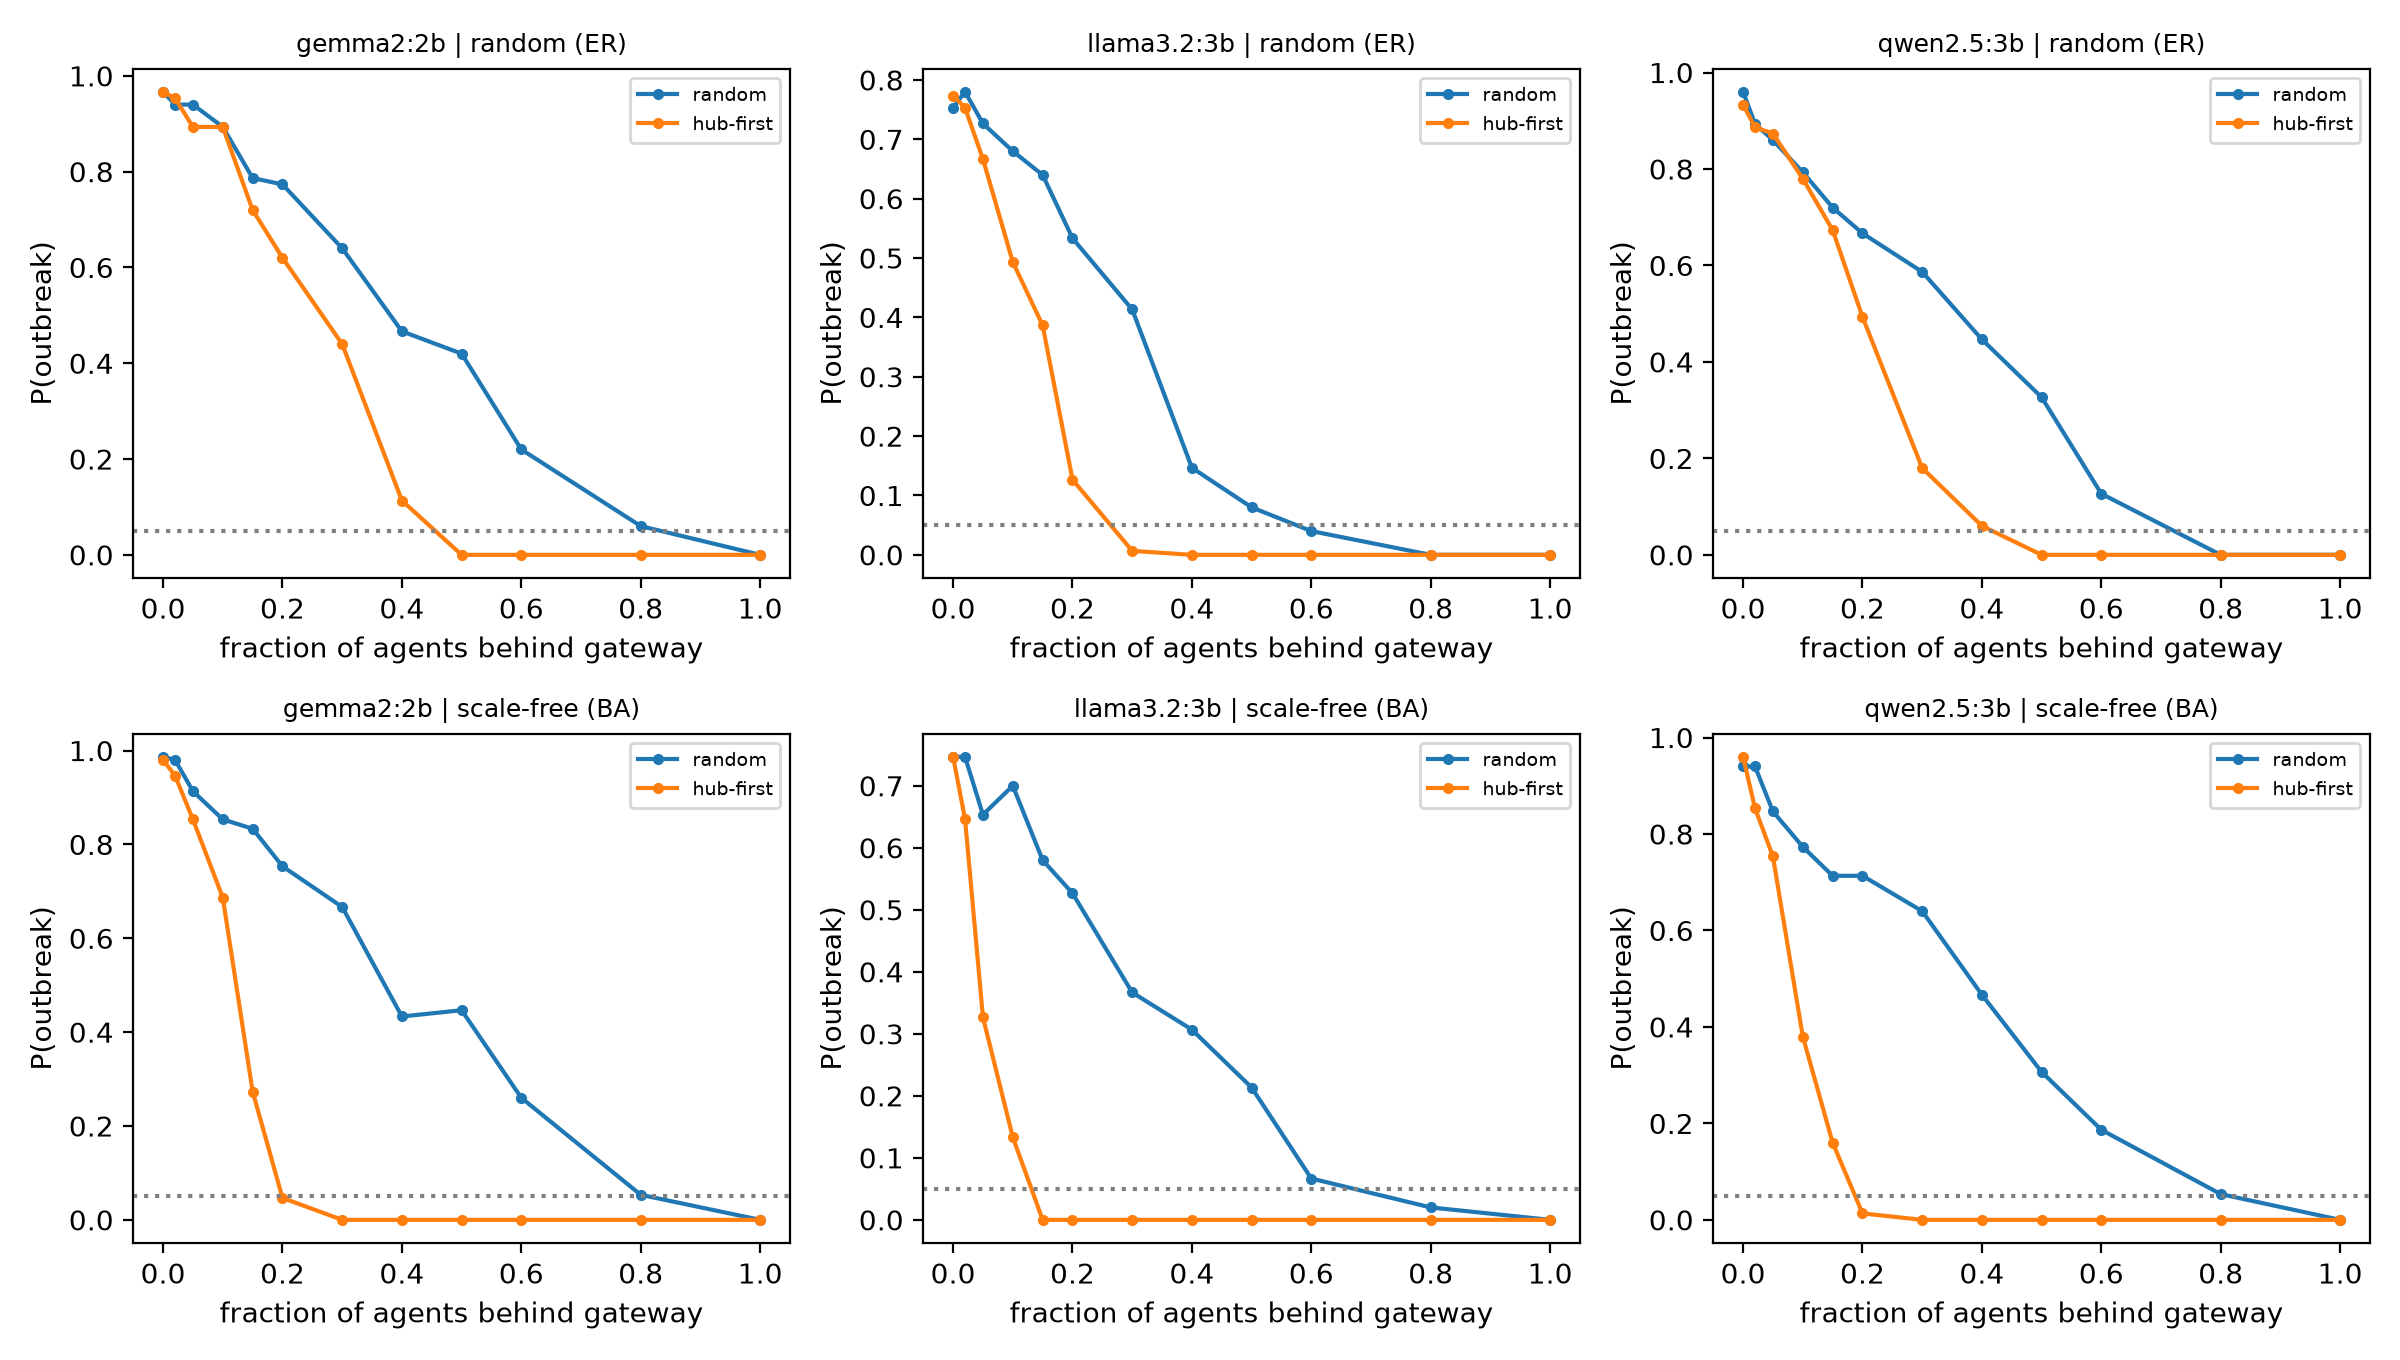 gemma2:2b | random (ER)
1.0
0.8
0.6
0.4
0.2
0.0
P(outbreak)
random
hub-first
0.0 0.2 0.4 0.6 0.8 1.0
fraction of agents behind gateway
llama3.2:3b | random (ER)
0.8
0.7
0.6
0.5
0.4
0.3
0.2
0.1
0.0
P(outbreak)
random
hub-first
0.0 0.2 0.4 0.6 0.8 1.0
fraction of agents behind gateway
qwen2.5:3b | random (ER)
1.0
0.8
0.6
0.4
0.2
0.0
P(outbreak)
random
hub-first
0.0 0.2 0.4 0.6 0.8 1.0
fraction of agents behind gateway
gemma2:2b | scale-free (BA)
1.0
0.8
0.6
0.4
0.2
0.0
P(outbreak)
random
hub-first
0.0 0.2 0.4 0.6 0.8 1.0
fraction of agents behind gateway
llama3.2:3b | scale-free (BA)
0.7
0.6
0.5
0.4
0.3
0.2
0.1
0.0
P(outbreak)
random
hub-first
0.0 0.2 0.4 0.6 0.8 1.0
fraction of agents behind gateway
qwen2.5:3b | scale-free (BA)
1.0
0.8
0.6
0.4
0.2
0.0
P(outbreak)
random
hub-first
0.0 0.2 0.4 0.6 0.8 1.0
fraction of agents behind gateway